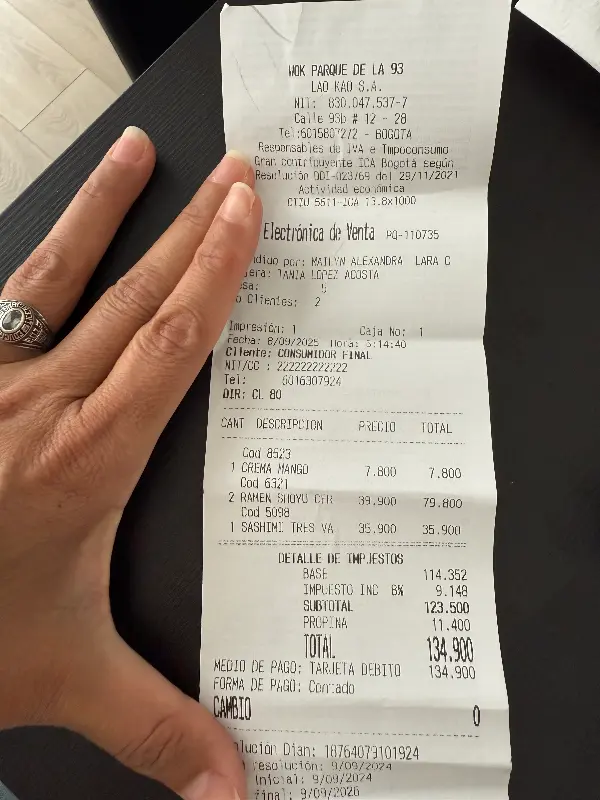 WOK PARQUE DE LA 93
LAO KAO S.A.
NIT: 830.047.537-7
Calle 93b # 12 - 28
Tel:6015807272 - BOGOTA
Responsables de IVA e Impoconsumo
Gran contribuyente ICA Bogotá según
Resolución DDI-023769 del 29/11/2021
Actividad económica
CIIU 5611-ICA 13.8x1000
Electrónica de Venta PQ-110735
por: MAILYN ALEXANDRA LARA C
TANIA LOPEZ ACOSTA
5
Clientes: 2
Impresión: 1 Caja No: 1
Fecha: 8/09/2025 Hora: 3:14:40
Cliente: CONSUMIDOR FINAL
NIT/CC : 222222222222
Tel: 6016307924
DIR: CL 80
CANT DESCRIPCION PRECIO TOTAL
Cod 8523
1 CREMA MANGO 7.800 7.800
Cod 6321
2 RAMEN SHOYU 39.900 79.800
Cod 5098
1 SASHIMI TRES VA 35.900 35.900
DETALLE DE IMPUESTOS
BASE 114.352
IMPUESTO INC 8% 9.148
SUBTOTAL 123.500
PROPINA 11.400
TOTAL 134.900
MEDIO DE PAGO: TARJETA DEBITO 134.900
FORMA DE PAGO: Contado
CAMBIO 0
olución Dian: 18764079101924
resolución: 9/09/2024
inicial: 9/09/2024
final: 9/09/2026